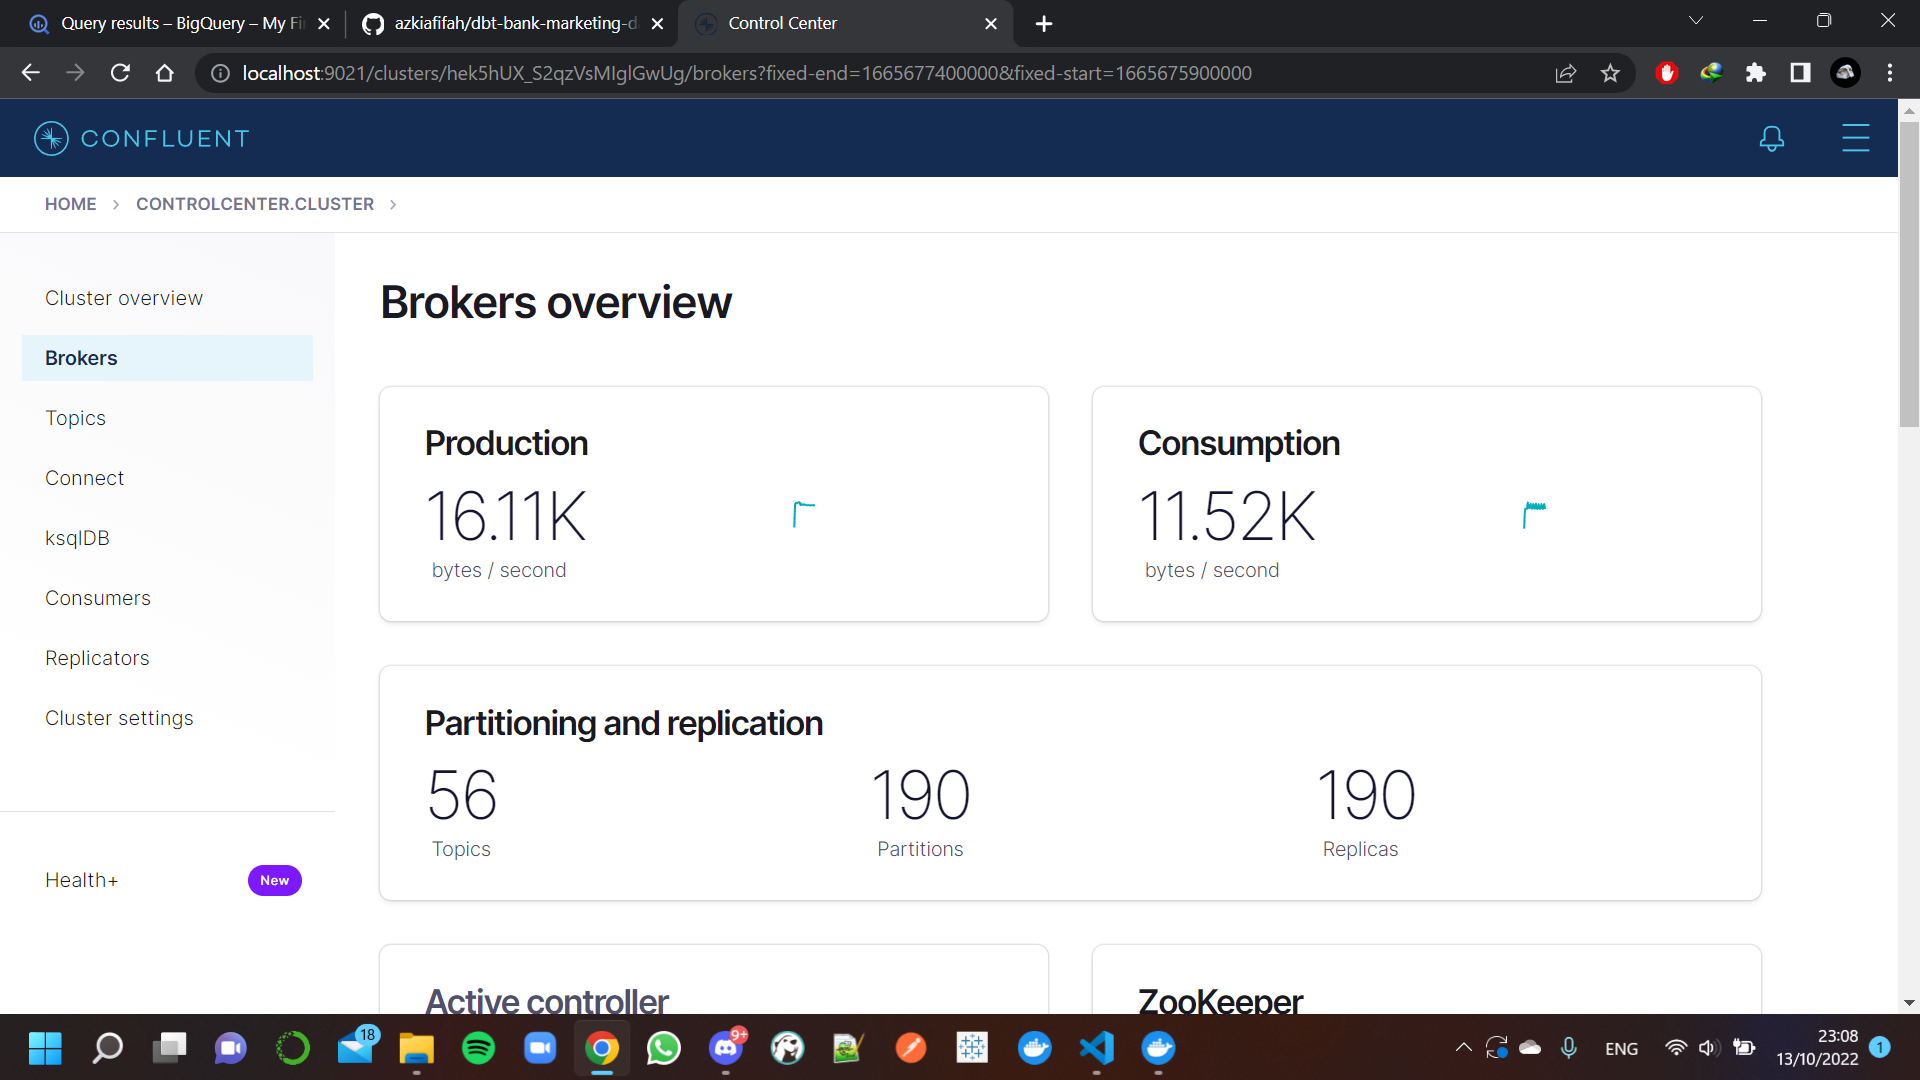 Query results – BigQuery – My Fi
azkiafifah/dbt-bank-marketing-d
Control Center
localhost:9021/clusters/hek5hUX_S2qzVsMIglGwUg/brokers?fixed-end=1665677400000&fixed-start=1665675900000
CONFLUENT
HOME > CONTROLCENTER.CLUSTER >
Cluster overview
Brokers
Topics
Connect
ksqlDB
Consumers
Replicators
Cluster settings
Health+ New
Brokers overview
Production
16.11K
bytes / second
Consumption
11.52K
bytes / second
Partitioning and replication
56
Topics
190
Partitions
190
Replicas
Active controller
ZooKeeper
18
9+
ENG
23:08
13/10/2022
1